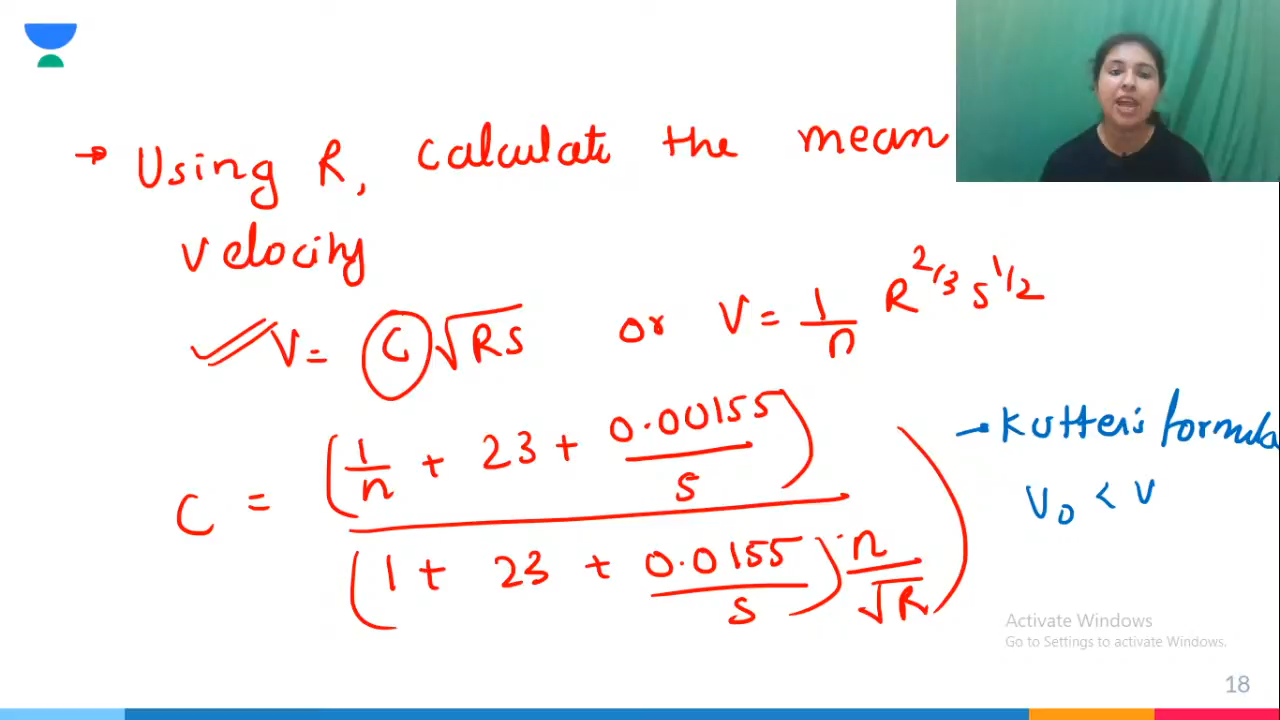 → Using R, calculate the mean
velocity
V = C √RS or V = 1/n R^2/3 S^1/2
C = (1/n + 23 + 0.00155/S) / (1 + 23 + 0.0155/S) n/√R)
→ Kutter's formula
V₀ < V
Activate Windows
Go to Settings to activate Windows.
18